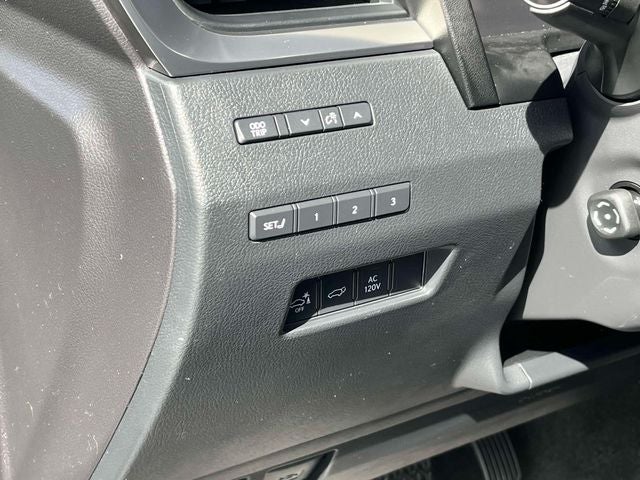 ODO
TRIP
SET 1 2 3
OFF
AC
120V